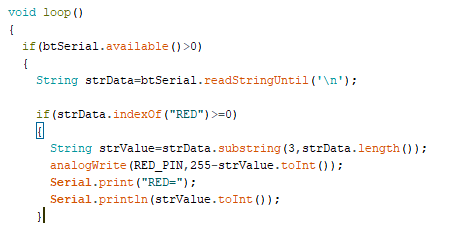 void loop()
{
if(btSerial.available()>0)
{
String strData=btSerial.readStringUntil('\n');
if(strData.indexOf("RED")>=0)
{
String strValue=strData.substring(3,strData.length());
analogWrite(RED_PIN,255-strValue.toInt());
Serial.print("RED=");
Serial.println(strValue.toInt());
}